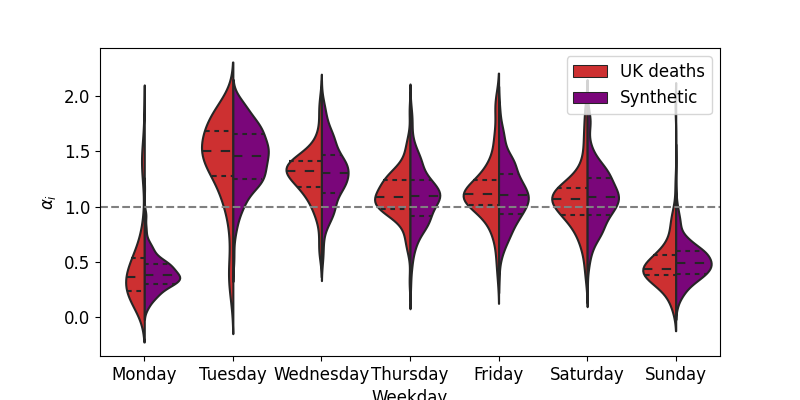 UK deaths
Synthetic
2.0
1.5
1.0
0.5
0.0
αᵢ
Monday Tuesday Wednesday Thursday Friday Saturday Sunday
Weekday